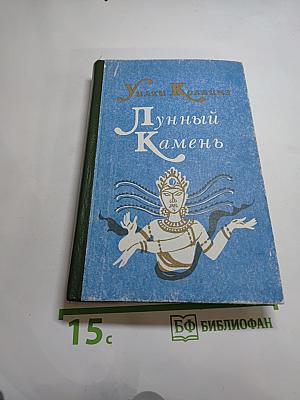 Уилки Коллинз
Лунный
Камень
15с
БФ БИБЛИОФАН